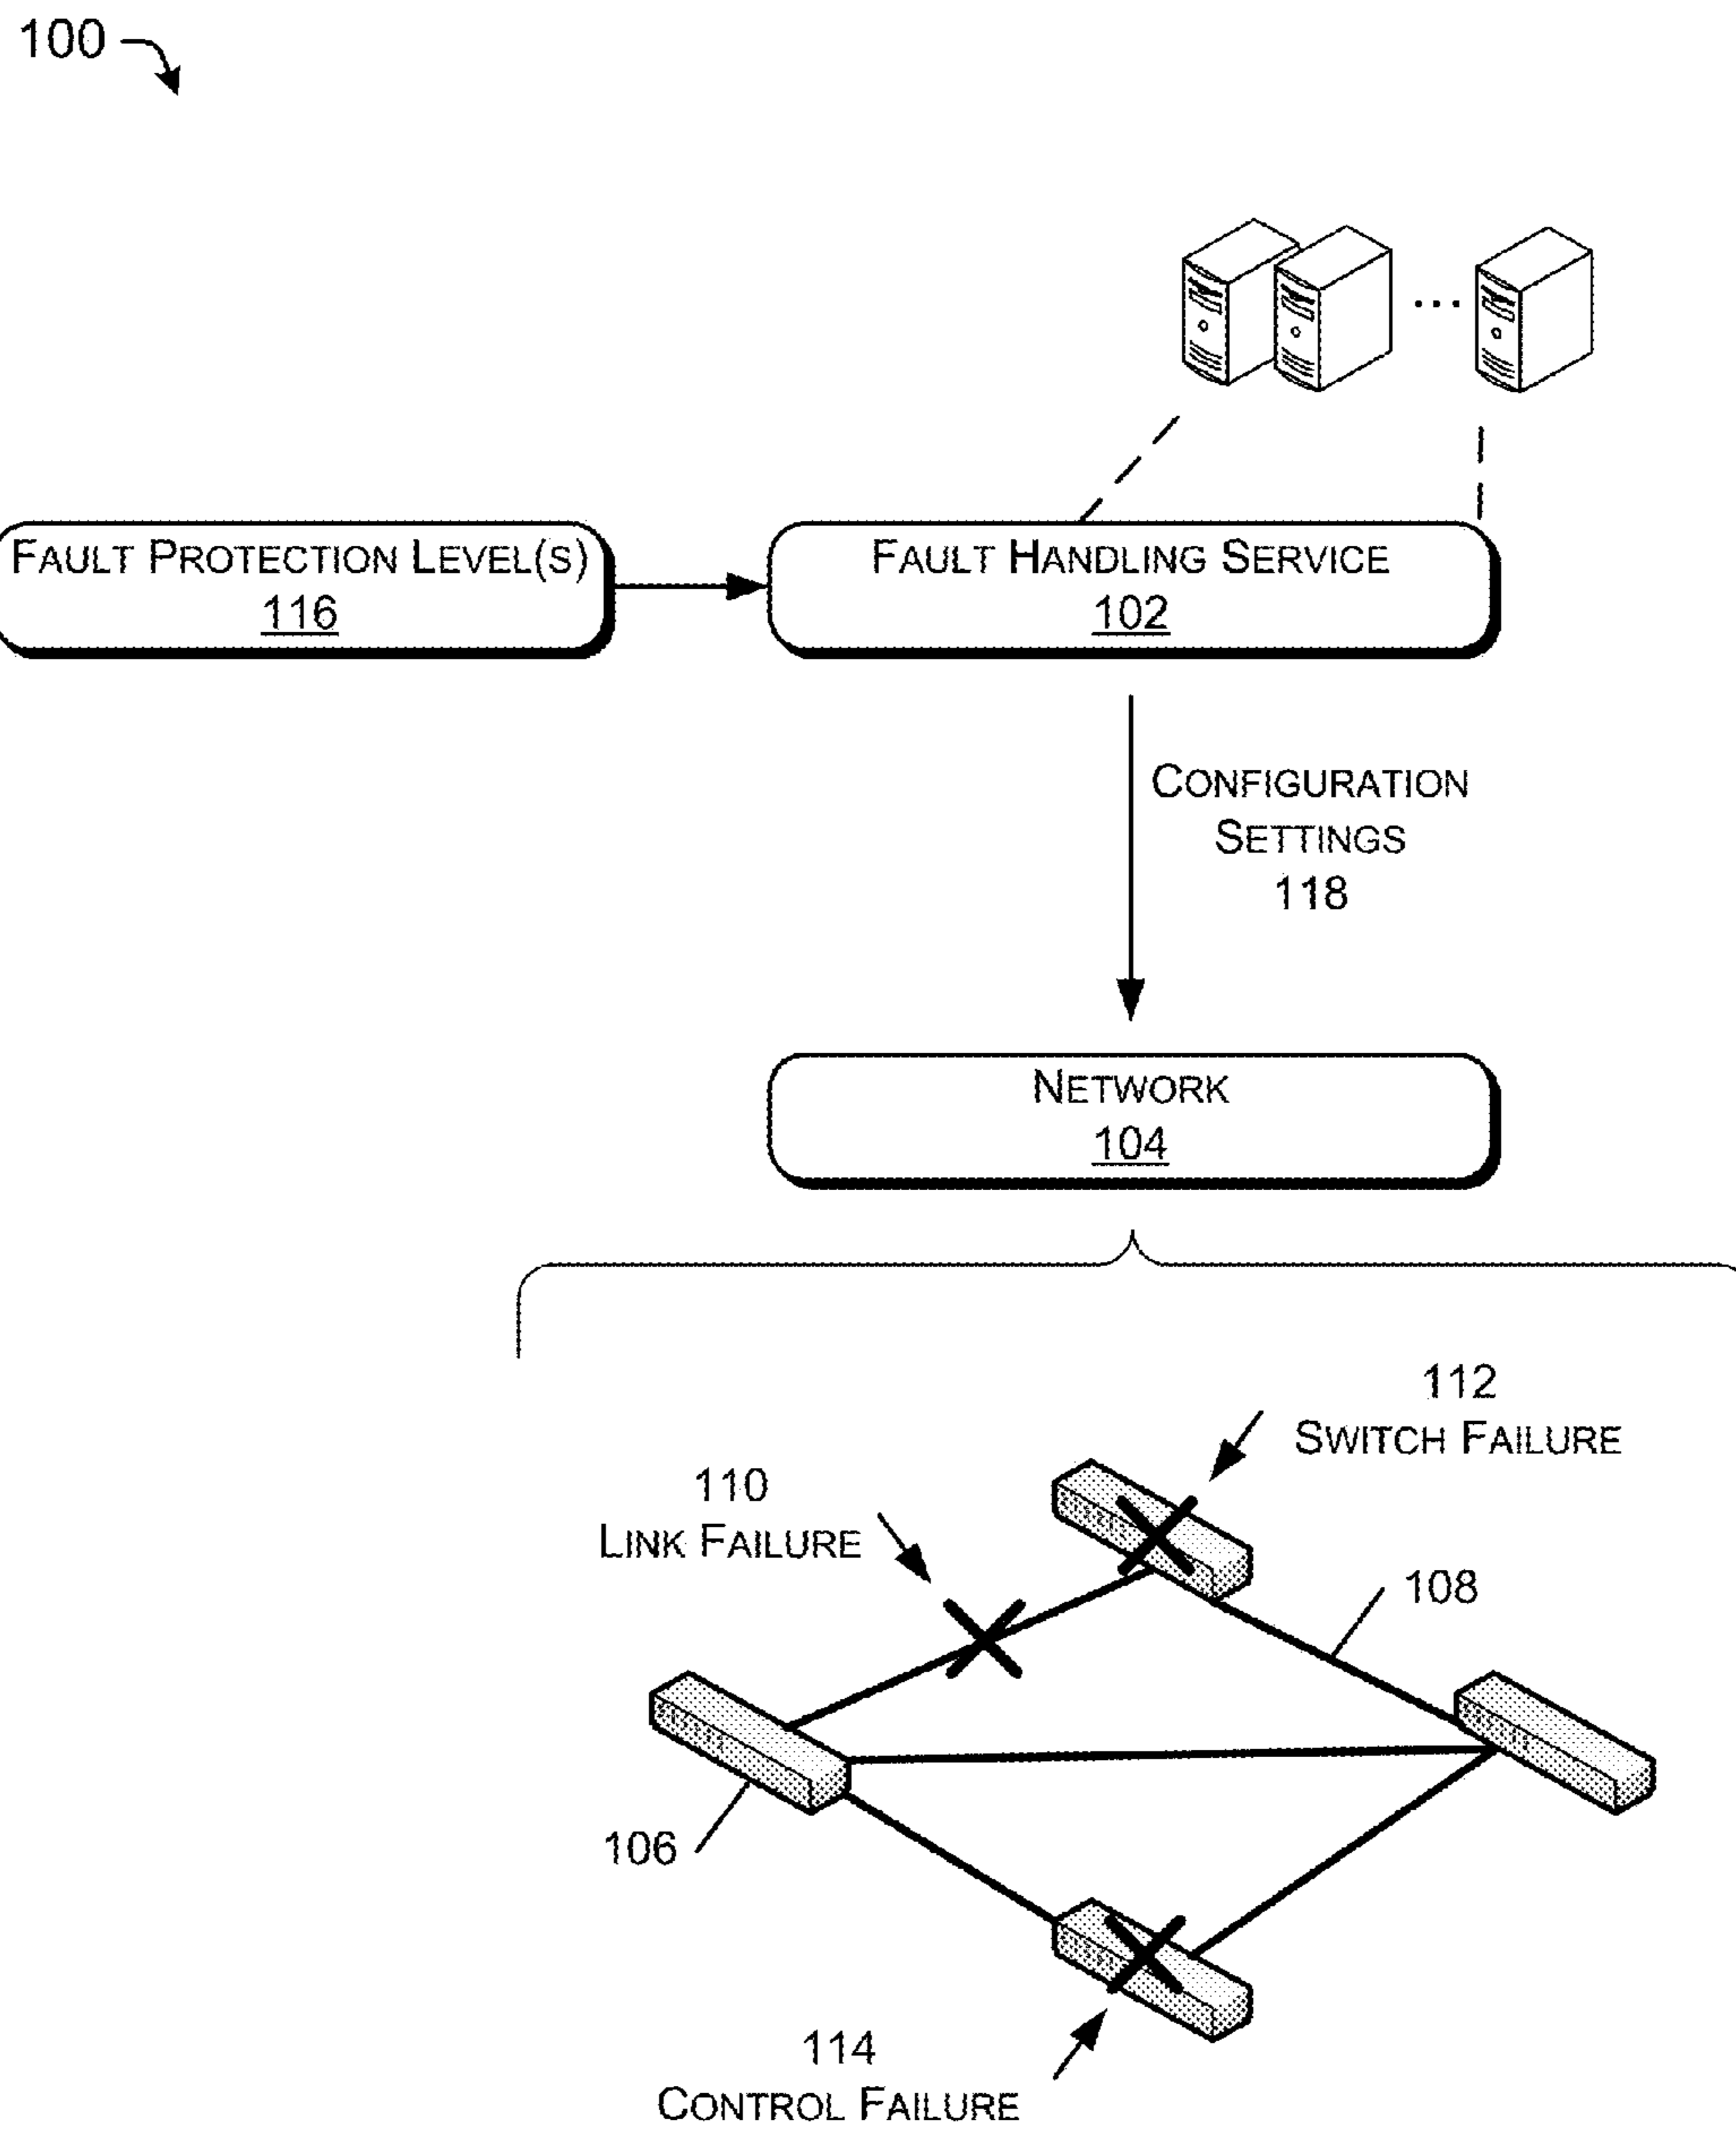 100
FAULT PROTECTION LEVEL(S)
116
FAULT HANDLING SERVICE
102
CONFIGURATION
SETTINGS
118
NETWORK
104
112
SWITCH FAILURE
110
LINK FAILURE
108
106
114
CONTROL FAILURE